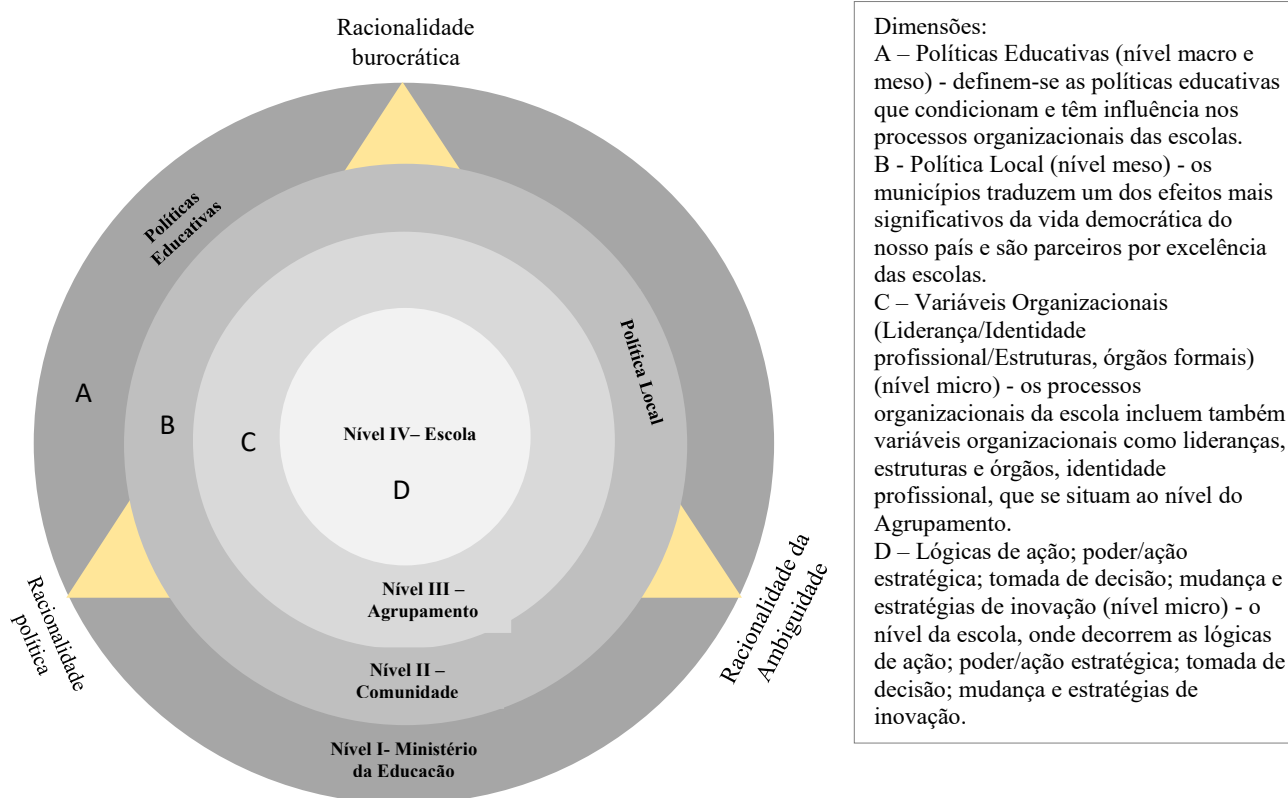 Racionalidade
burocrática
Políticas
Educativas
Política Local
A
B
C
Nível IV– Escola
D
Nível III –
Agrupamento
Nível II –
Comunidade
Nível I- Ministério
da Educacão
Racionalidade
política
Racionalidade da
Ambiguidade
Dimensões:
A – Políticas Educativas (nível macro e
meso) - definem-se as políticas educativas
que condicionam e têm influência nos
processos organizacionais das escolas.
B - Política Local (nível meso) - os
municípios traduzem um dos efeitos mais
significativos da vida democrática do
nosso país e são parceiros por excelência
das escolas.
C – Variáveis Organizacionais
(Liderança/Identidade
profissional/Estruturas, órgãos formais)
(nível micro) - os processos
organizacionais da escola incluem também
variáveis organizacionais como lideranças,
estruturas e órgãos, identidade
profissional, que se situam ao nível do
Agrupamento.
D – Lógicas de ação; poder/ação
estratégica; tomada de decisão; mudança e
estratégias de inovação (nível micro) - o
nível da escola, onde decorrem as lógicas
de ação; poder/ação estratégica; tomada de
decisão; mudança e estratégias de
inovação.